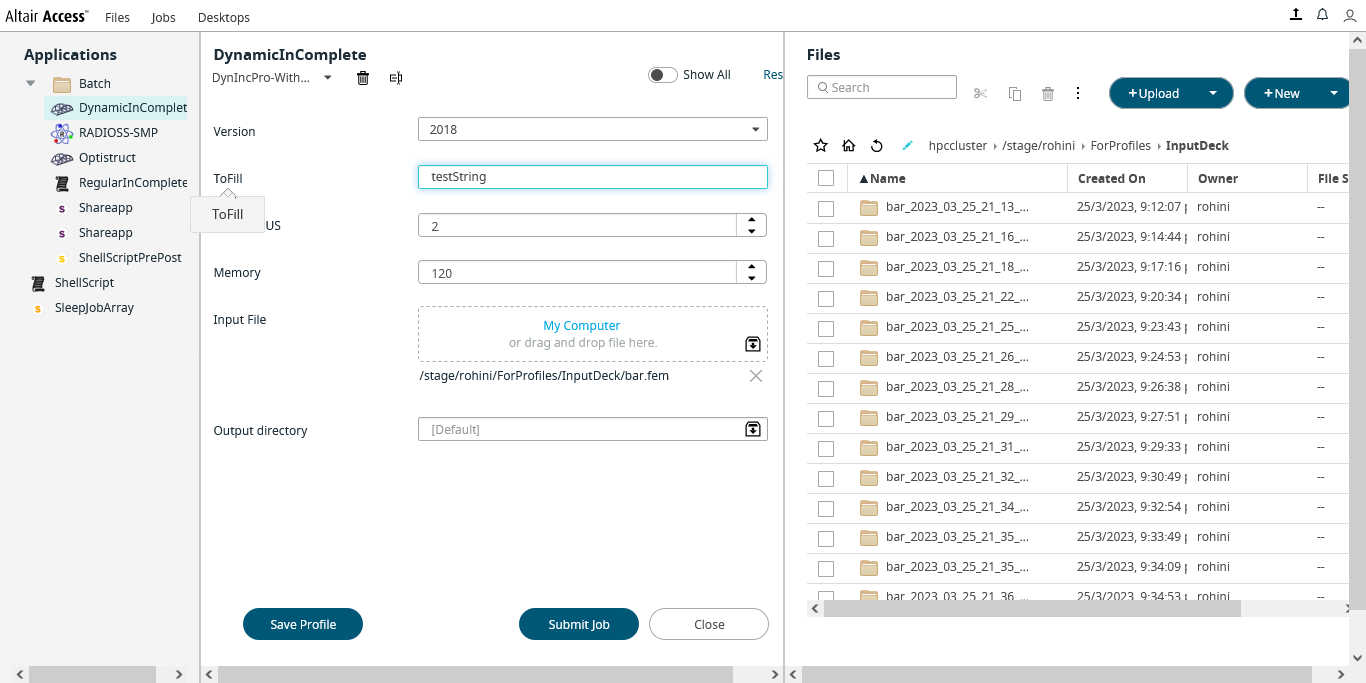 Altair Access™ Files Jobs Desktops
Applications
Batch
DynamicInComplet
RADIOSS-SMP
Optistruct
RegularInComplete
s Shareapp
s Shareapp
s ShellScriptPrePost
ShellScript
s SleepJobArray
DynamicInComplete
DynIncPro-With...
Show All
Res
Version
2018
ToFill
testString
ToFill
US
2
Memory
120
Input File
My Computer
or drag and drop file here.
/stage/rohini/ForProfiles/InputDeck/bar.fem
Output directory
[Default]
Save Profile
Submit Job
Close
Files
Search
+Upload
+New
hpccluster › /stage/rohini › ForProfiles › InputDeck
▲Name Created On Owner File S
bar_2023_03_25_21_13_... 25/3/2023, 9:12:07 p rohini --
bar_2023_03_25_21_16_... 25/3/2023, 9:14:44 p rohini --
bar_2023_03_25_21_18_... 25/3/2023, 9:17:16 p rohini --
bar_2023_03_25_21_22_... 25/3/2023, 9:20:34 p rohini --
bar_2023_03_25_21_25_... 25/3/2023, 9:23:43 p rohini --
bar_2023_03_25_21_26_... 25/3/2023, 9:24:53 p rohini --
bar_2023_03_25_21_28_... 25/3/2023, 9:26:38 p rohini --
bar_2023_03_25_21_29_... 25/3/2023, 9:27:51 p rohini --
bar_2023_03_25_21_31_... 25/3/2023, 9:29:33 p rohini --
bar_2023_03_25_21_32_... 25/3/2023, 9:30:49 p rohini --
bar_2023_03_25_21_34_... 25/3/2023, 9:32:54 p rohini --
bar_2023_03_25_21_35_... 25/3/2023, 9:33:49 p rohini --
bar_2023_03_25_21_35_... 25/3/2023, 9:34:09 p rohini --
bar_2023_03_25_21_36_... 25/3/2023, 9:34:53 p rohini --